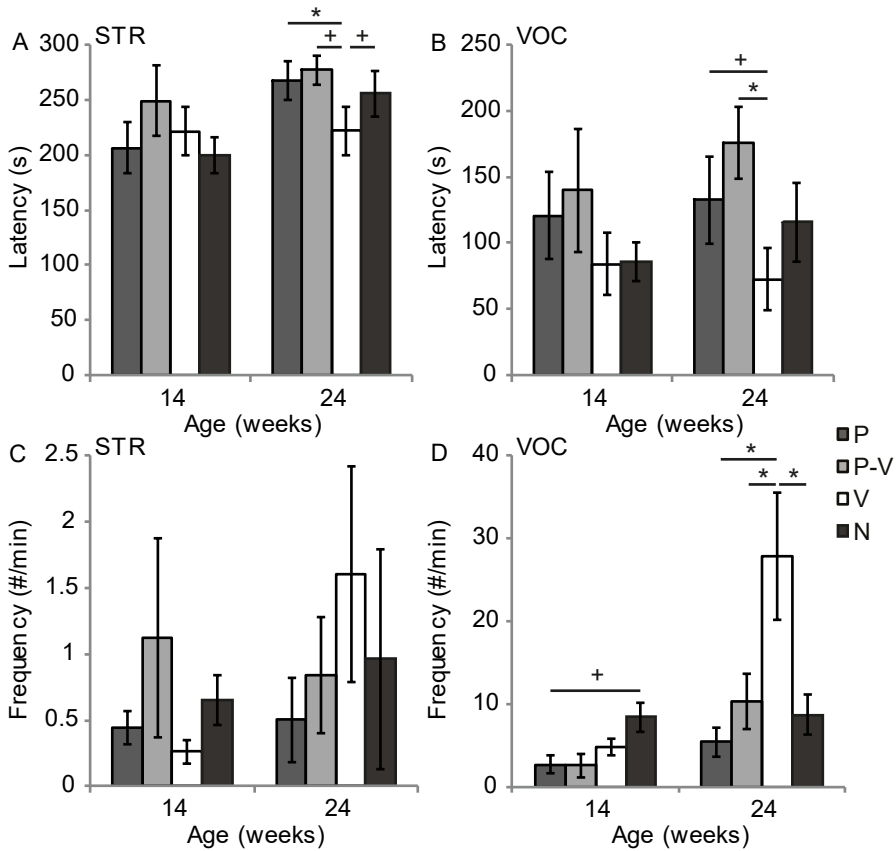 A STR
300
250
200
150
100
50
0
Latency (s)
* 
+ +
14 24
Age (weeks)
B VOC
250
200
150
100
50
0
Latency (s)
+
*
14 24
Age (weeks)
C STR
2.5
2
1.5
1
0.5
0
Frequency (#/min)
14 24
Age (weeks)
D VOC
40
30
20
10
0
Frequency (#/min)
+
*
* *
14 24
Age (weeks)
P
P-V
V
N